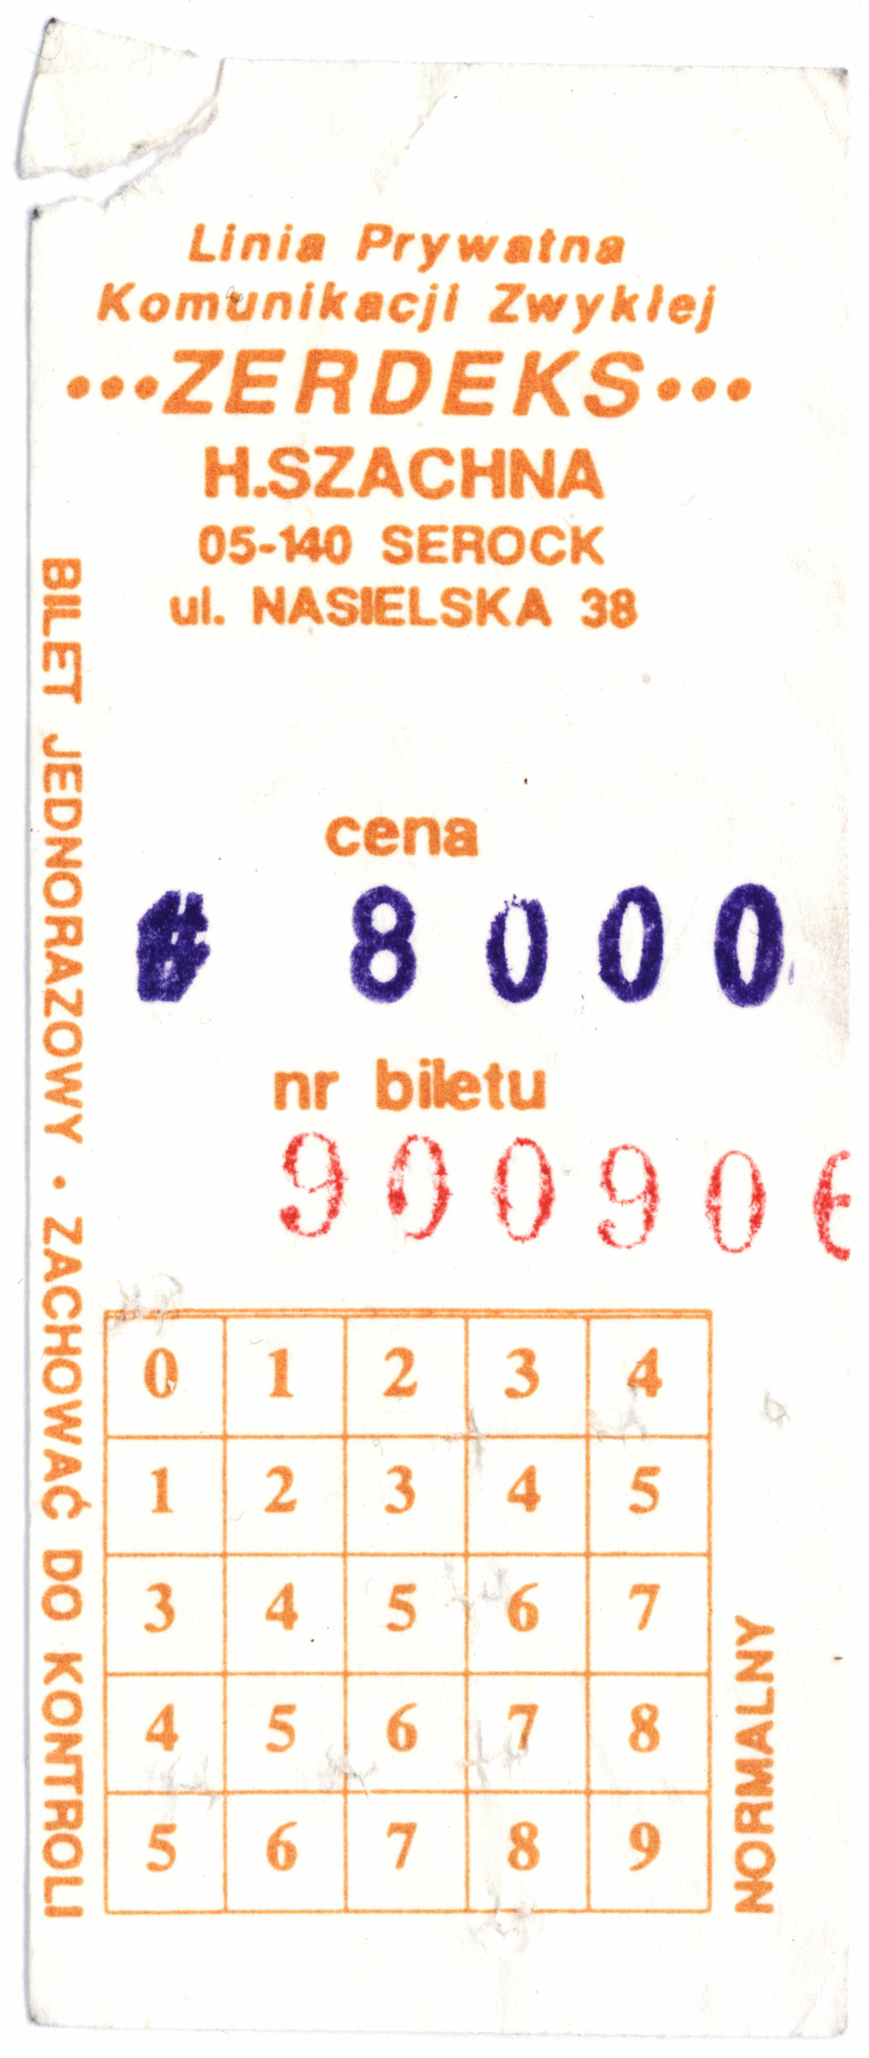 Linia Prywatna
Komunikacji Zwykłej
•••ZERDEKS•••
H.SZACHNA
05-140 SEROCK
ul. NASIELSKA 38
cena
# 8000
nr biletu
900906
0 1 2 3 4
1 2 3 4 5
3 4 5 6 7
4 5 6 7 8
5 6 7 8 9
BILET JEDNORAZOWY • ZACHOWAĆ DO KONTROLI
NORMALNY